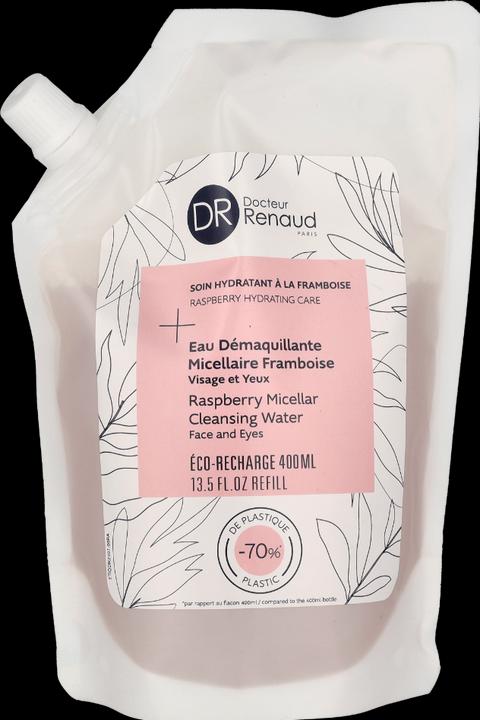 DR Docteur
Renaud
PARIS
SOIN HYDRATANT À LA FRAMBOISE
RASPBERRY HYDRATING CARE
Eau Démaquillante
Micellaire Framboise
Visage et Yeux
Raspberry Micellar
Cleansing Water
Face and Eyes
ÉCO-RECHARGE 400ML
13.5 FL.OZ REFILL
DE PLASTIQUE
-70%*
PLASTIC
*par rapport au flacon 400ml / compared to the 400ml bottle